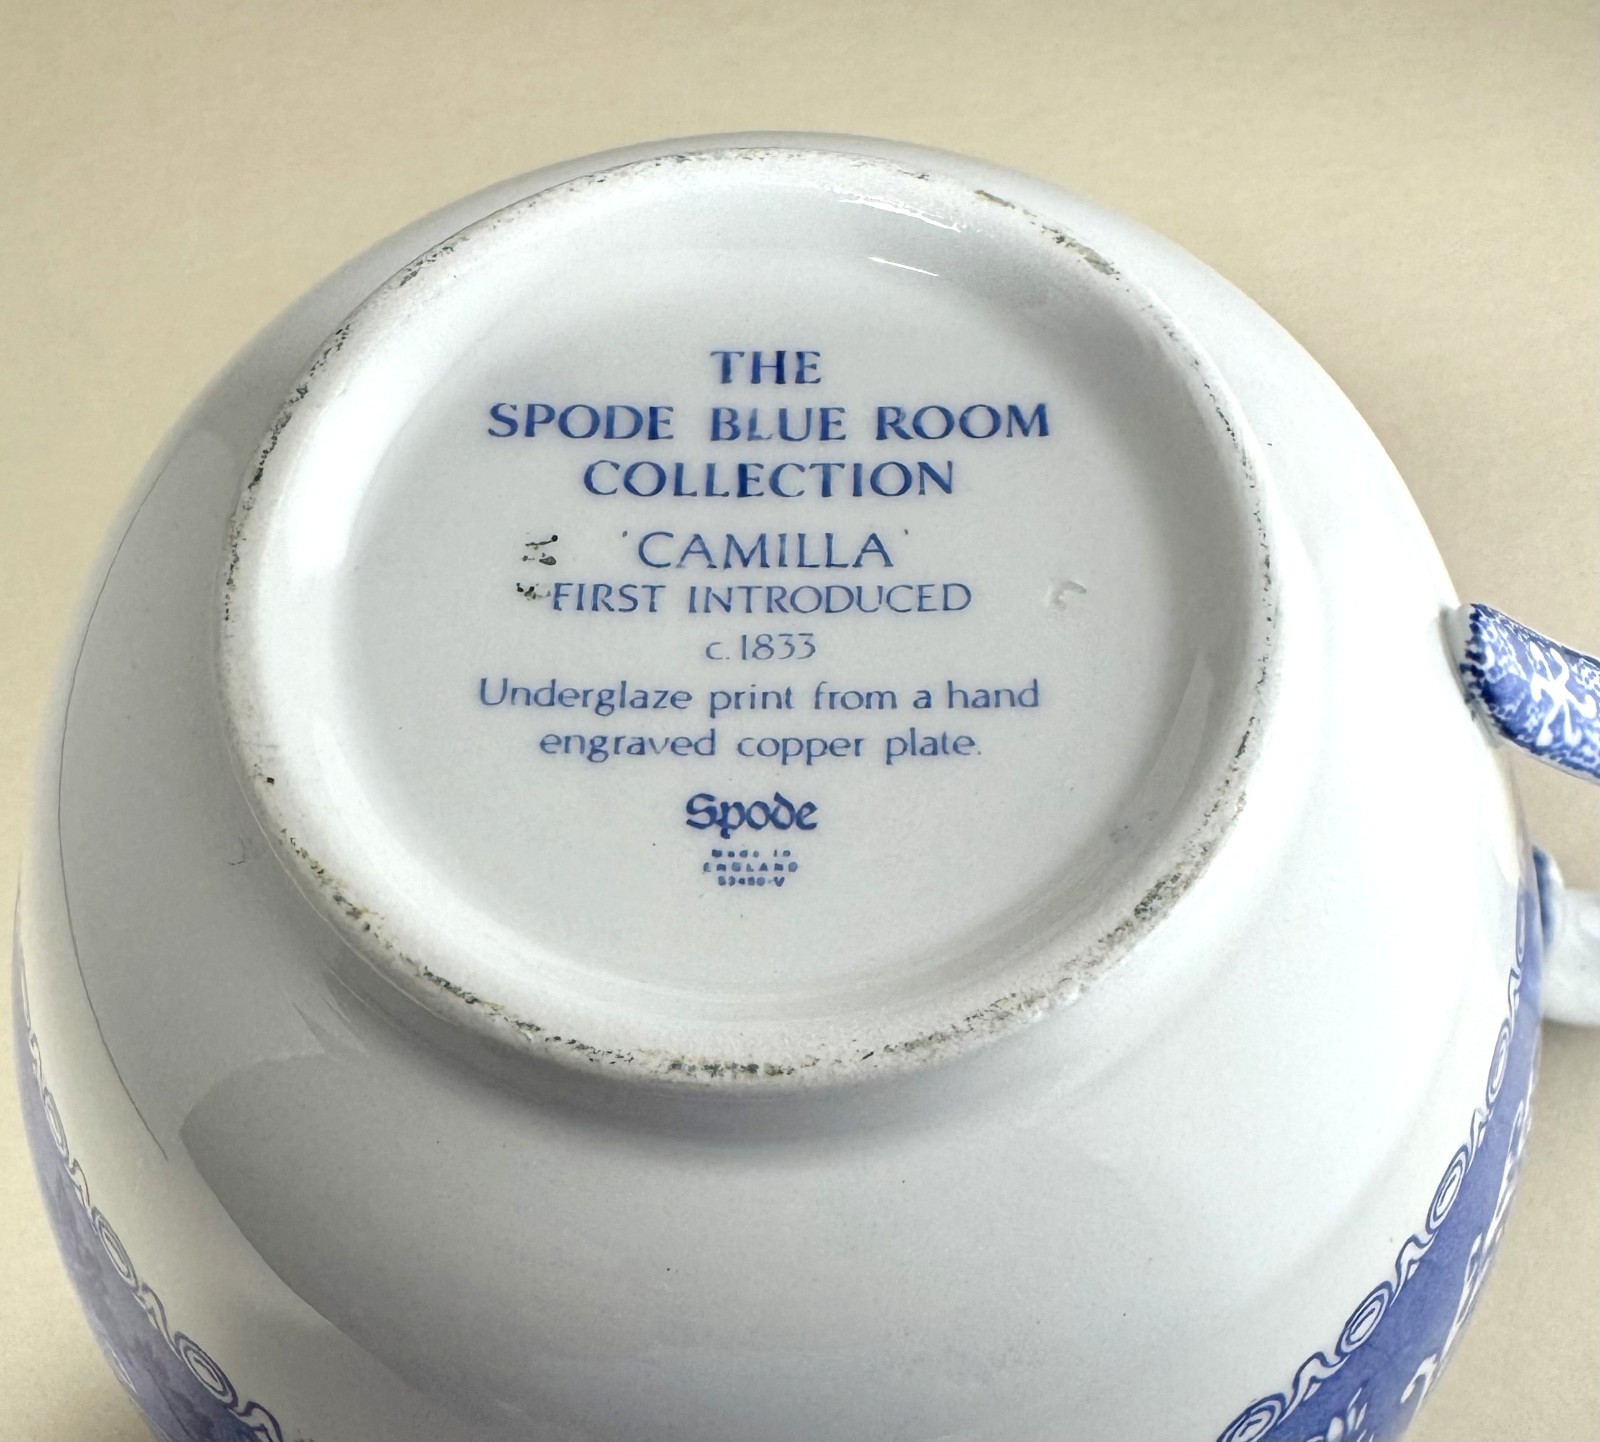 THE
SPODE BLUE ROOM
COLLECTION
'CAMILLA'
FIRST INTRODUCED
c. 1833
Underglaze print from a hand
engraved copper plate.
Spode
Made in
ENGLAND